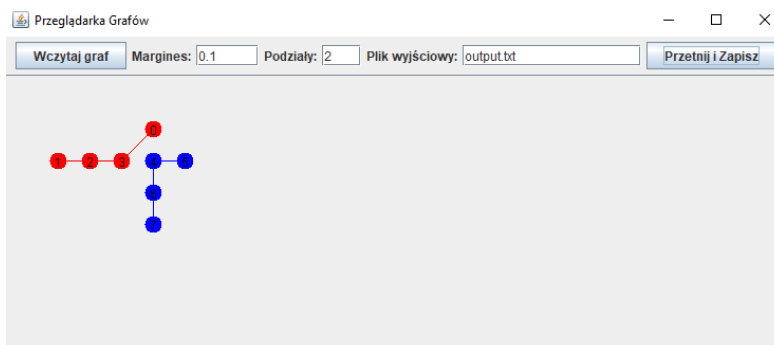 Przeglądarka Grafów
Wczytaj graf Margines: 0.1 Podziały: 2 Plik wyjściowy: output.txt Przetnij i Zapisz
0
1 2 3 4